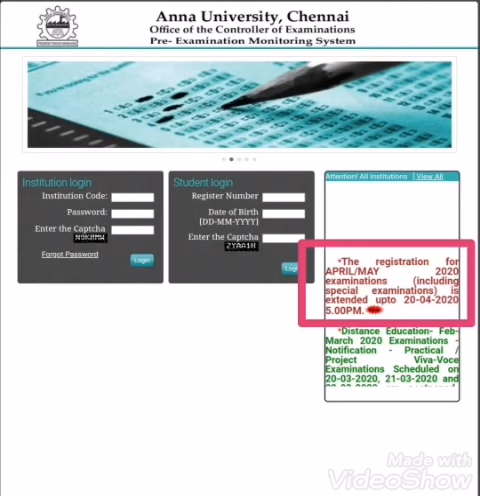 Anna University, Chennai
Office of the Controller of Examinations
Pre- Examination Monitoring System
Institution login
Institution Code:
Password:
Enter the Captcha
Forgot Password
Login
Student login
Register Number
Date of Birth
[DD-MM-YYYY]
Enter the Captcha
ZYAA18
Attention! All Institutions [ View All
*The registration for
APRIL/MAY 2020
examinations (including
special examinations) is
extended upto 20-04-2020
5.00PM.
*Distance Education- Feb-
March 2020 Examinations -
Notification - Practical /
Project Viva-Voce
Examinations Scheduled on
20-03-2020, 21-03-2020 and
Made with
VideoShow